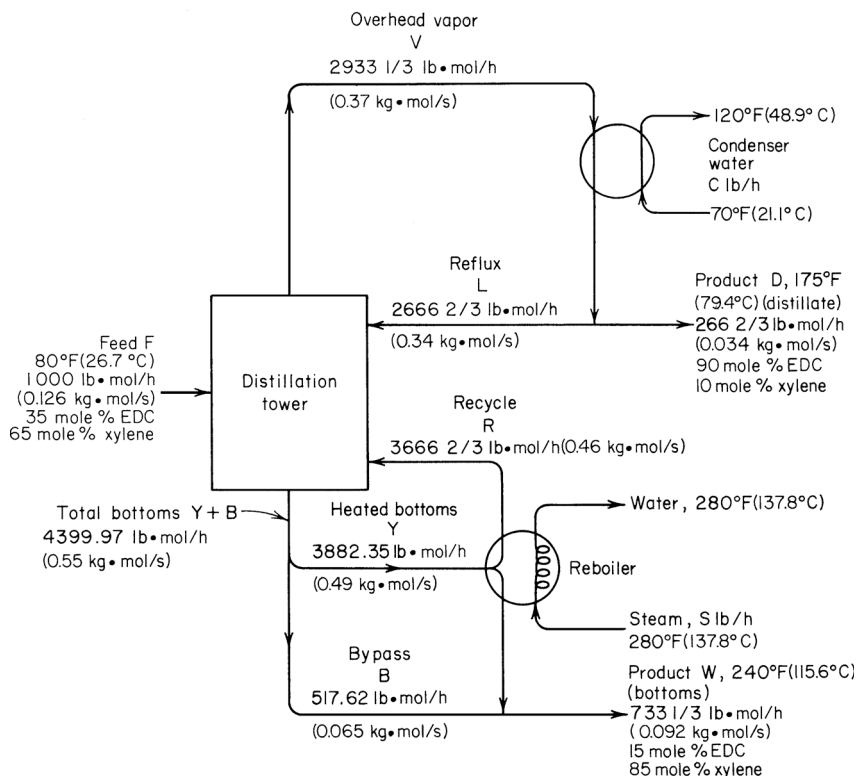 Overhead vapor
V
2933 1/3 lb•mol/h
(0.37 kg•mol/s)
120°F(48.9°C)
Condenser
water
C lb/h
70°F(21.1°C)
Reflux
L
2666 2/3 lb•mol/h
(0.34 kg•mol/s)
Product D, 175°F
(79.4°C) (distillate)
266 2/3 lb•mol/h
(0.034 kg•mol/s)
90 mole % EDC
10 mole % xylene
Feed F
80°F(26.7 °C)
1000 lb•mol/h
(0.126 kg•mol/s)
35 mole % EDC
65 mole % xylene
Distillation
tower
Recycle
R
3666 2/3 lb•mol/h(0.46 kg•mol/s)
Total bottoms Y + B
4399.97 lb•mol/h
(0.55 kg•mol/s)
Heated bottoms
Y
3882.35 lb•mol/h
(0.49 kg•mol/s)
Water, 280°F(137.8°C)
Reboiler
Steam, S lb/h
280°F(137.8°C)
Bypass
B
517.62 lb•mol/h
(0.065 kg•mol/s)
Product W, 240°F(115.6°C)
(bottoms)
733 1/3 lb•mol/h
(0.092 kg•mol/s)
15 mole % EDC
85 mole % xylene